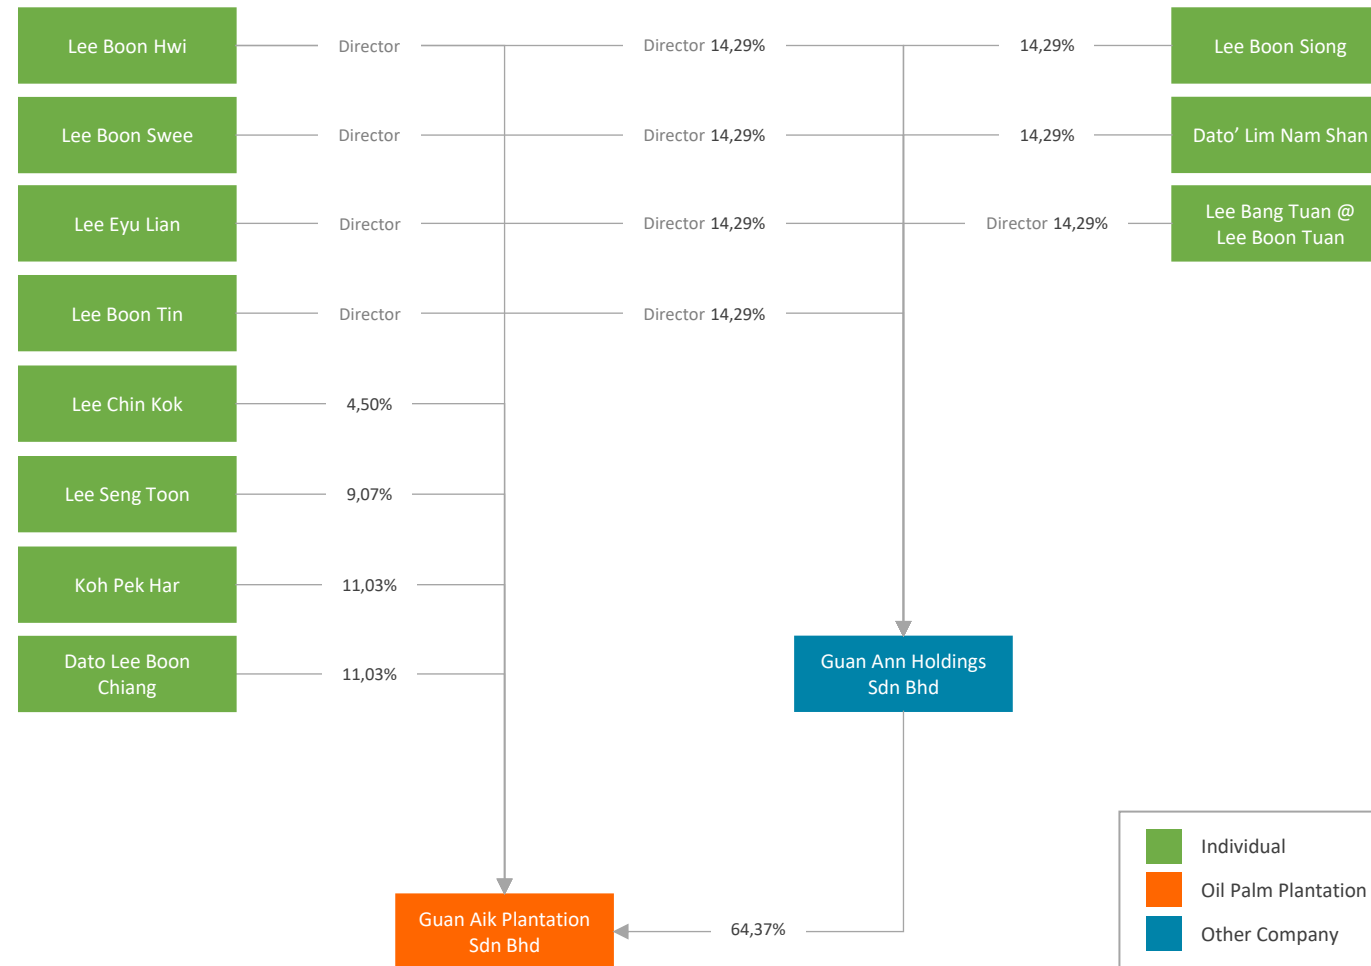 Lee Boon Hwi
Director
Director 14,29%
14,29%
Lee Boon Siong
Lee Boon Swee
Director
Director 14,29%
14,29%
Dato’ Lim Nam Shan
Lee Eyu Lian
Director
Director 14,29%
Director 14,29%
Lee Bang Tuan @
Lee Boon Tuan
Lee Boon Tin
Director
Director 14,29%
Lee Chin Kok
4,50%
Lee Seng Toon
9,07%
Koh Pek Har
11,03%
Dato Lee Boon
Chiang
11,03%
Guan Ann Holdings
Sdn Bhd
Guan Aik Plantation
Sdn Bhd
64,37%
Individual
Oil Palm Plantation
Other Company